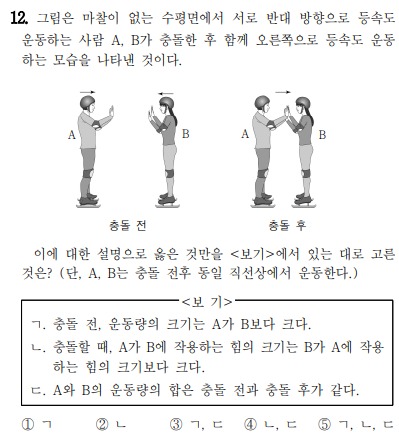 12. 그림은 마찰이 없는 수평면에서 서로 반대 방향으로 등속도
운동하는 사람 A, B가 충돌한 후 함께 오른쪽으로 등속도 운동
하는 모습을 나타낸 것이다.
A B A B
충돌 전 충돌 후
이에 대한 설명으로 옳은 것만을 <보기>에서 있는 대로 고른
것은? (단, A, B는 충돌 전후 동일 직선상에서 운동한다.)
<보 기>
ㄱ. 충돌 전, 운동량의 크기는 A가 B보다 크다.
ㄴ. 충돌할 때, A가 B에 작용하는 힘의 크기는 B가 A에 작용
하는 힘의 크기보다 크다.
ㄷ. A와 B의 운동량의 합은 충돌 전과 충돌 후가 같다.
① ㄱ ② ㄴ ③ ㄱ, ㄷ ④ ㄴ, ㄷ ⑤ ㄱ, ㄴ, ㄷ